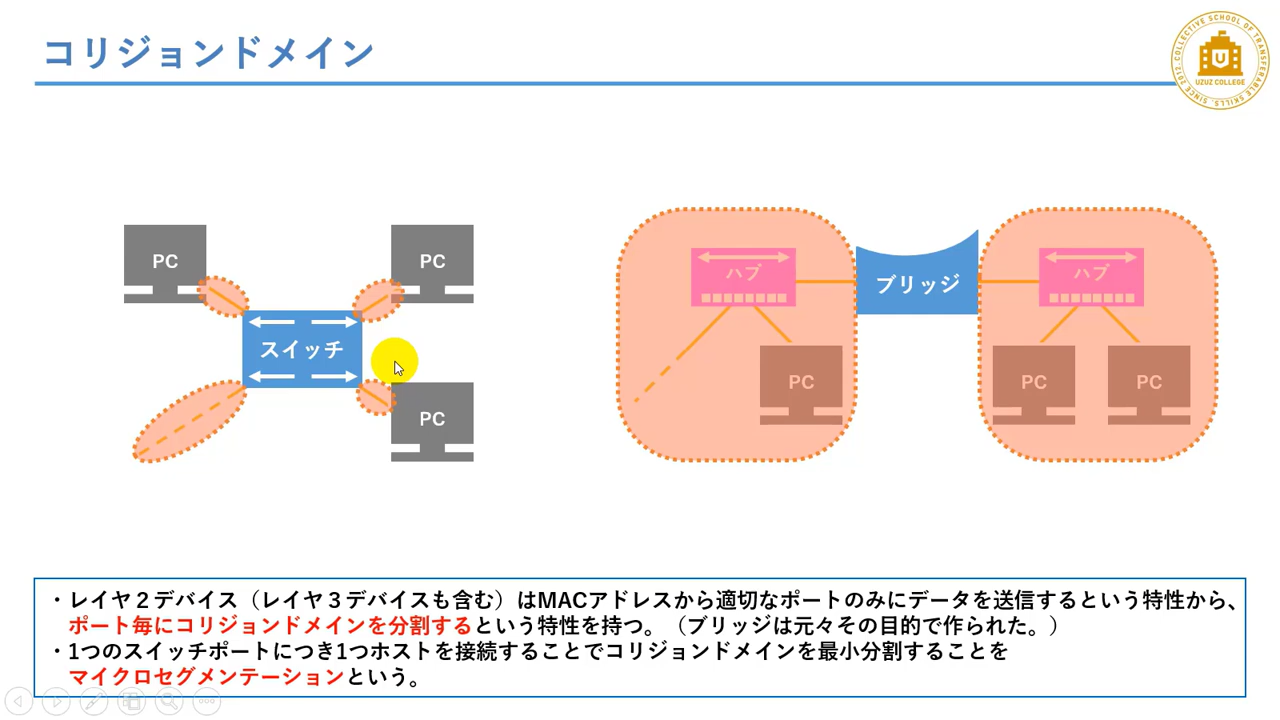 コリジョンドメイン
COLLECTIVE SCHOOL OF TRANSFERABLE SKILLS. SINCE 2012.
U
UZUZ COLLEGE
PC
PC
スイッチ
PC
ハブ
ブリッジ
ハブ
PC
PC
PC
・レイヤ２デバイス（レイヤ３デバイスも含む）はMACアドレスから適切なポートのみにデータを送信するという特性から、
ポート毎にコリジョンドメインを分割するという特性を持つ。（ブリッジは元々その目的で作られた。）
・1つのスイッチポートにつき1つホストを接続することでコリジョンドメインを最小分割することを
マイクロセグメンテーションという。